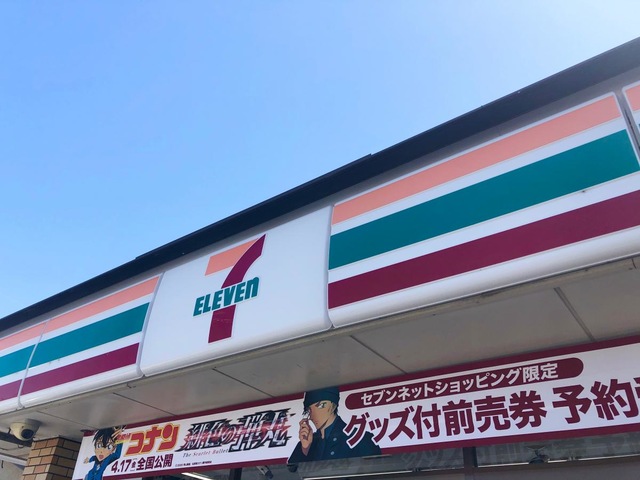 7
ELEVEn
コナン
緋色の弾丸
The Scarlet Bullet
4.17 金 全国公開
セブンネットショッピング限定
グッズ付前売券 予約